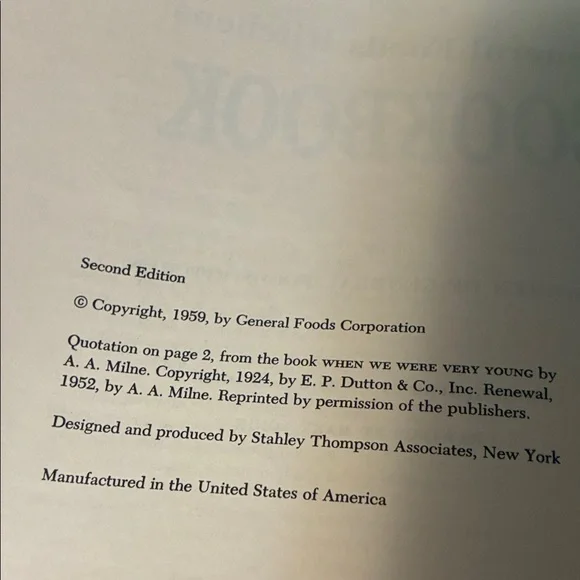 Second Edition
© Copyright, 1959, by General Foods Corporation
Quotation on page 2, from the book WHEN WE WERE VERY YOUNG by
A. A. Milne. Copyright, 1924, by E. P. Dutton & Co., Inc. Renewal,
1952, by A. A. Milne. Reprinted by permission of the publishers.
Designed and produced by Stahley Thompson Associates, New York
Manufactured in the United States of America